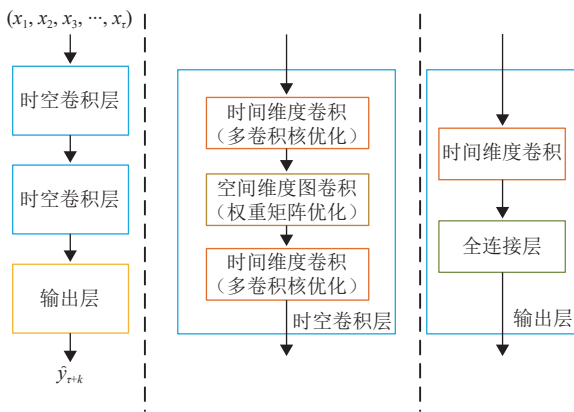 (x₁, x₂, x₃, ⋯, xτ)
时空卷积层
时空卷积层
输出层
ŷτ+k
时间维度卷积
(多卷积核优化)
空间维度图卷积
(权重矩阵优化)
时间维度卷积
(多卷积核优化)
时空卷积层
时间维度卷积
全连接层
输出层